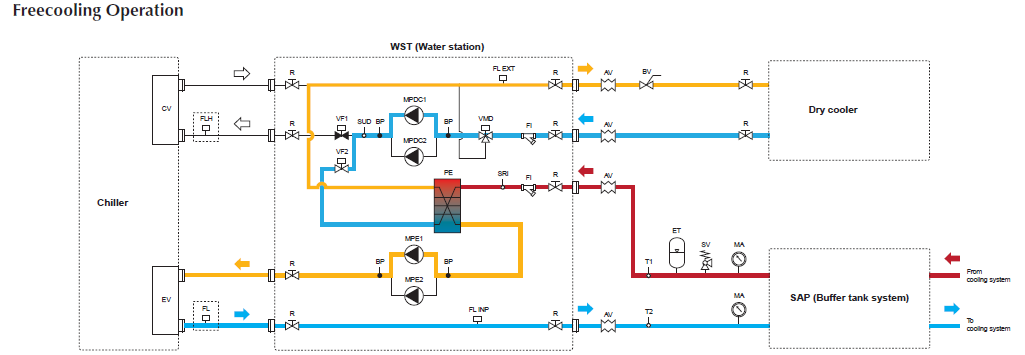 Freecooling Operation
WST (Water station)
FL EXT
R
R
AV
BV
R
CV
FLH
R
VF1
SUD
BP
MPDC1
BP
VMD
FI
R
AV
R
Dry cooler
MPDC2
VF2
PE
SRI
FI
R
AV
Chiller
ET
SV
MA
R
BP
MPE1
BP
T1
From
cooling system
EV
MPE2
SAP (Buffer tank system)
MA
FL
R
FL INP
R
AV
T2
To
cooling system